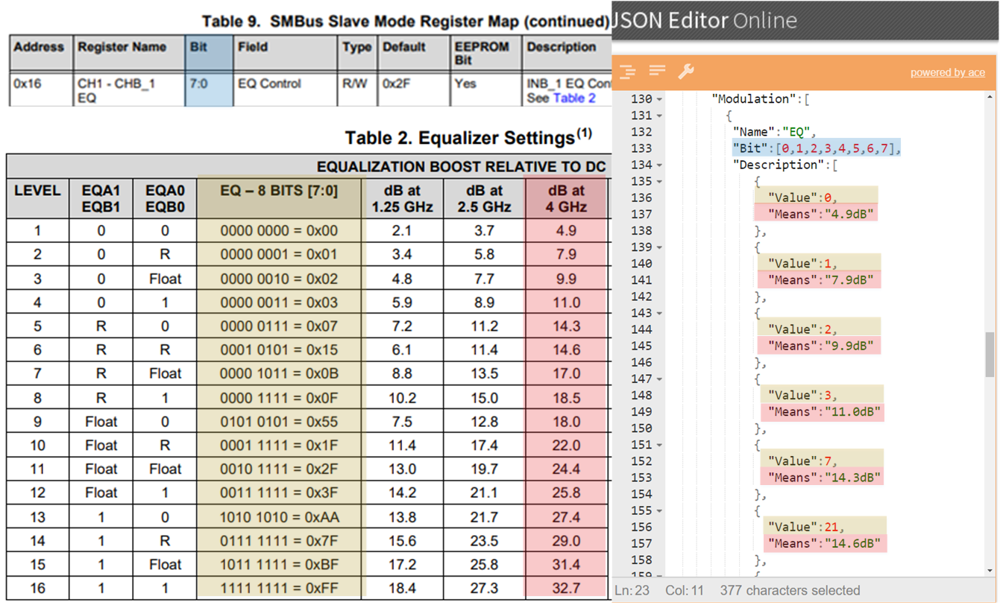 Table 9. SMBus Slave Mode Register Map (continued)
Address Register Name Bit Field Type Default EEPROM Bit Description
0x16 CH1 - CHB_1 EQ 7:0 EQ Control R/W 0x2F Yes INB_1 EQ
See Table 2
Table 2. Equalizer Settings(1)
EQUALIZATION BOOST RELATIVE TO DC
LEVEL EQA1 EQB1 EQA0 EQB0 EQ – 8 BITS [7:0] dB at 1.25 GHz dB at 2.5 GHz dB at 4 GHz
1 0 0 0000 0000 = 0x00 2.1 3.7 4.9
2 0 R 0000 0001 = 0x01 3.4 5.8 7.9
3 0 Float 0000 0010 = 0x02 4.8 7.7 9.9
4 0 1 0000 0011 = 0x03 5.9 8.9 11.0
5 R 0 0000 0111 = 0x07 7.2 11.2 14.3
6 R R 0001 0101 = 0x15 6.1 11.4 14.6
7 R Float 0000 1011 = 0x0B 8.8 13.5 17.0
8 R 1 0000 1111 = 0x0F 10.2 15.0 18.5
9 Float 0 0101 0101 = 0x55 7.5 12.8 18.0
10 Float R 0001 1111 = 0x1F 11.4 17.4 22.0
11 Float Float 0010 1111 = 0x2F 13.0 19.7 24.4
12 Float 1 0011 1111 = 0x3F 14.2 21.1 25.8
13 1 0 1010 1010 = 0xAA 13.8 21.7 27.4
14 1 R 0111 1111 = 0x7F 15.6 23.5 29.0
15 1 Float 1011 1111 = 0xBF 17.2 25.8 31.4
16 1 1 1111 1111 = 0xFF 18.4 27.3 32.7
JSON Editor Online
powered by ace
130 "Modulation":[
131 {
132 "Name":"EQ",
133 "Bit":[0,1,2,3,4,5,6,7],
134 "Description":[
135 {
136 "Value":0,
137 "Means":"4.9dB"
138 },
139 {
140 "Value":1,
141 "Means":"7.9dB"
142 },
143 {
144 "Value":2,
145 "Means":"9.9dB"
146 },
147 {
148 "Value":3,
149 "Means":"11.0dB"
150 },
151 {
152 "Value":7,
153 "Means":"14.3dB"
154 },
155 {
156 "Value":21,
157 "Means":"14.6dB"
158 },
159 {
Ln: 23 Col: 11 377 characters selected